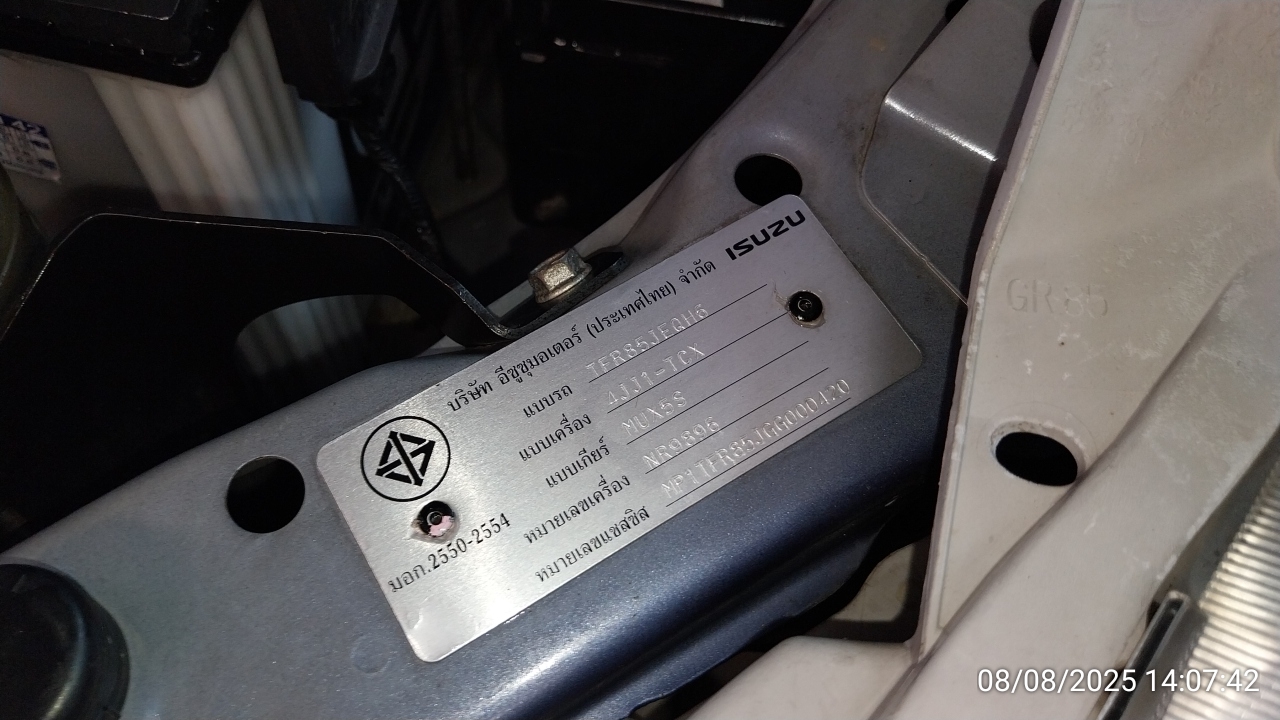 ISUZU
บริษัท อีซูซุมอเตอร์ (ประเทศไทย) จำกัด
แบบรถ TFR85JEQH6
แบบเครื่อง 4JJ1-TCX
แบบเกียร์ MUX5S
หมายเลขเครื่อง NR9896
หมายเลขแชสซิส MP1TFR85JGG000420
มอก.2550-2554
42
08/08/2025 14:07:42